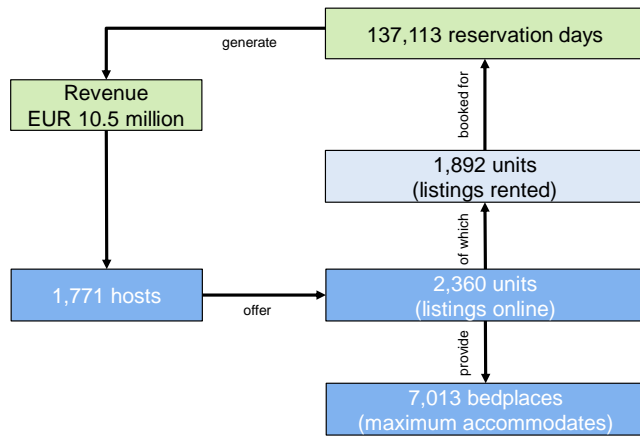 137,113 reservation days
generate
Revenue
EUR 10.5 million
booked for
1,892 units
(listings rented)
of which
1,771 hosts
offer
2,360 units
(listings online)
provide
7,013 bedplaces
(maximum accommodates)